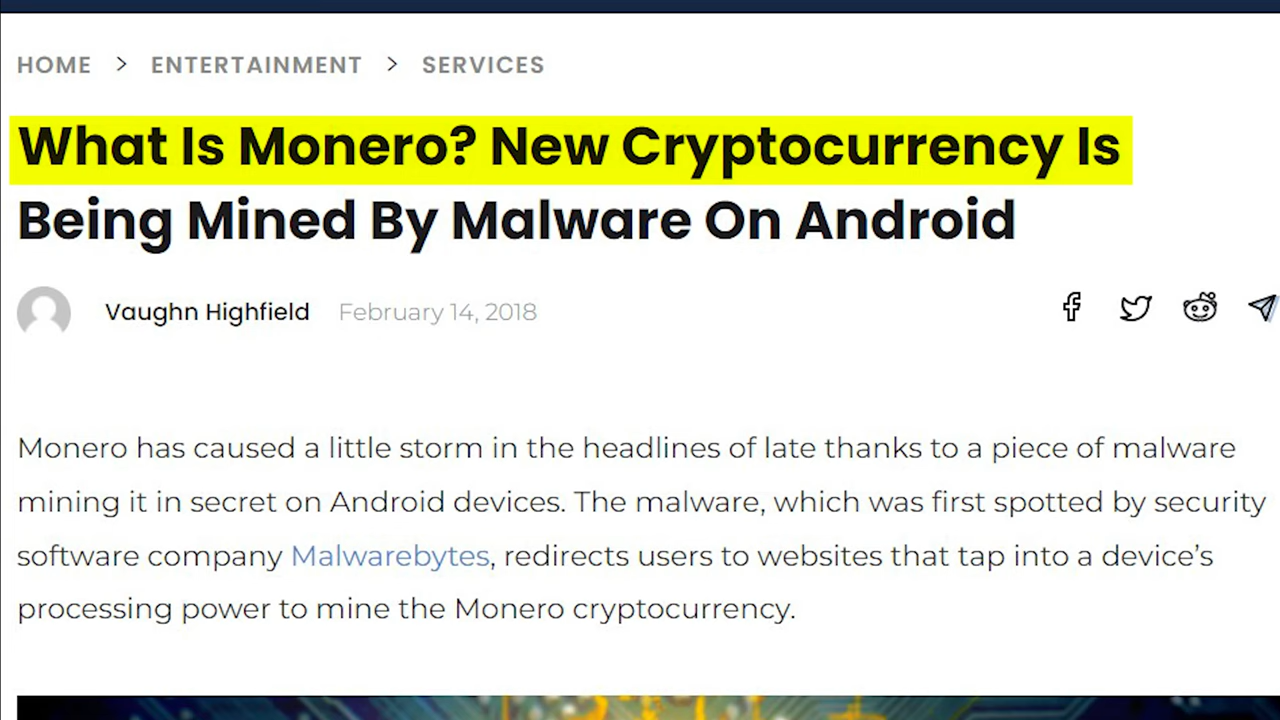 HOME > ENTERTAINMENT > SERVICES
What Is Monero? New Cryptocurrency Is
Being Mined By Malware On Android
Vaughn Highfield February 14, 2018
Monero has caused a little storm in the headlines of late thanks to a piece of malware
mining it in secret on Android devices. The malware, which was first spotted by security
software company Malwarebytes, redirects users to websites that tap into a device’s
processing power to mine the Monero cryptocurrency.